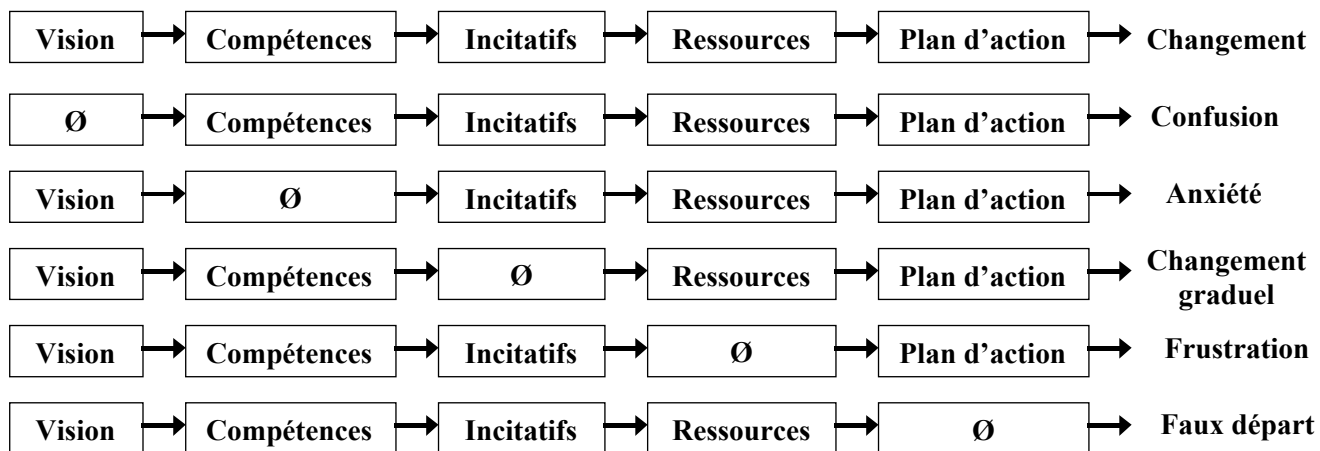 Vision Compétences Incitatifs Ressources Plan d’action Changement
Ø Compétences Incitatifs Ressources Plan d’action Confusion
Vision Ø Incitatifs Ressources Plan d’action Anxiété
Vision Compétences Ø Ressources Plan d’action Changement
graduel
Vision Compétences Incitatifs Ø Plan d’action Frustration
Vision Compétences Incitatifs Ressources Ø Faux départ